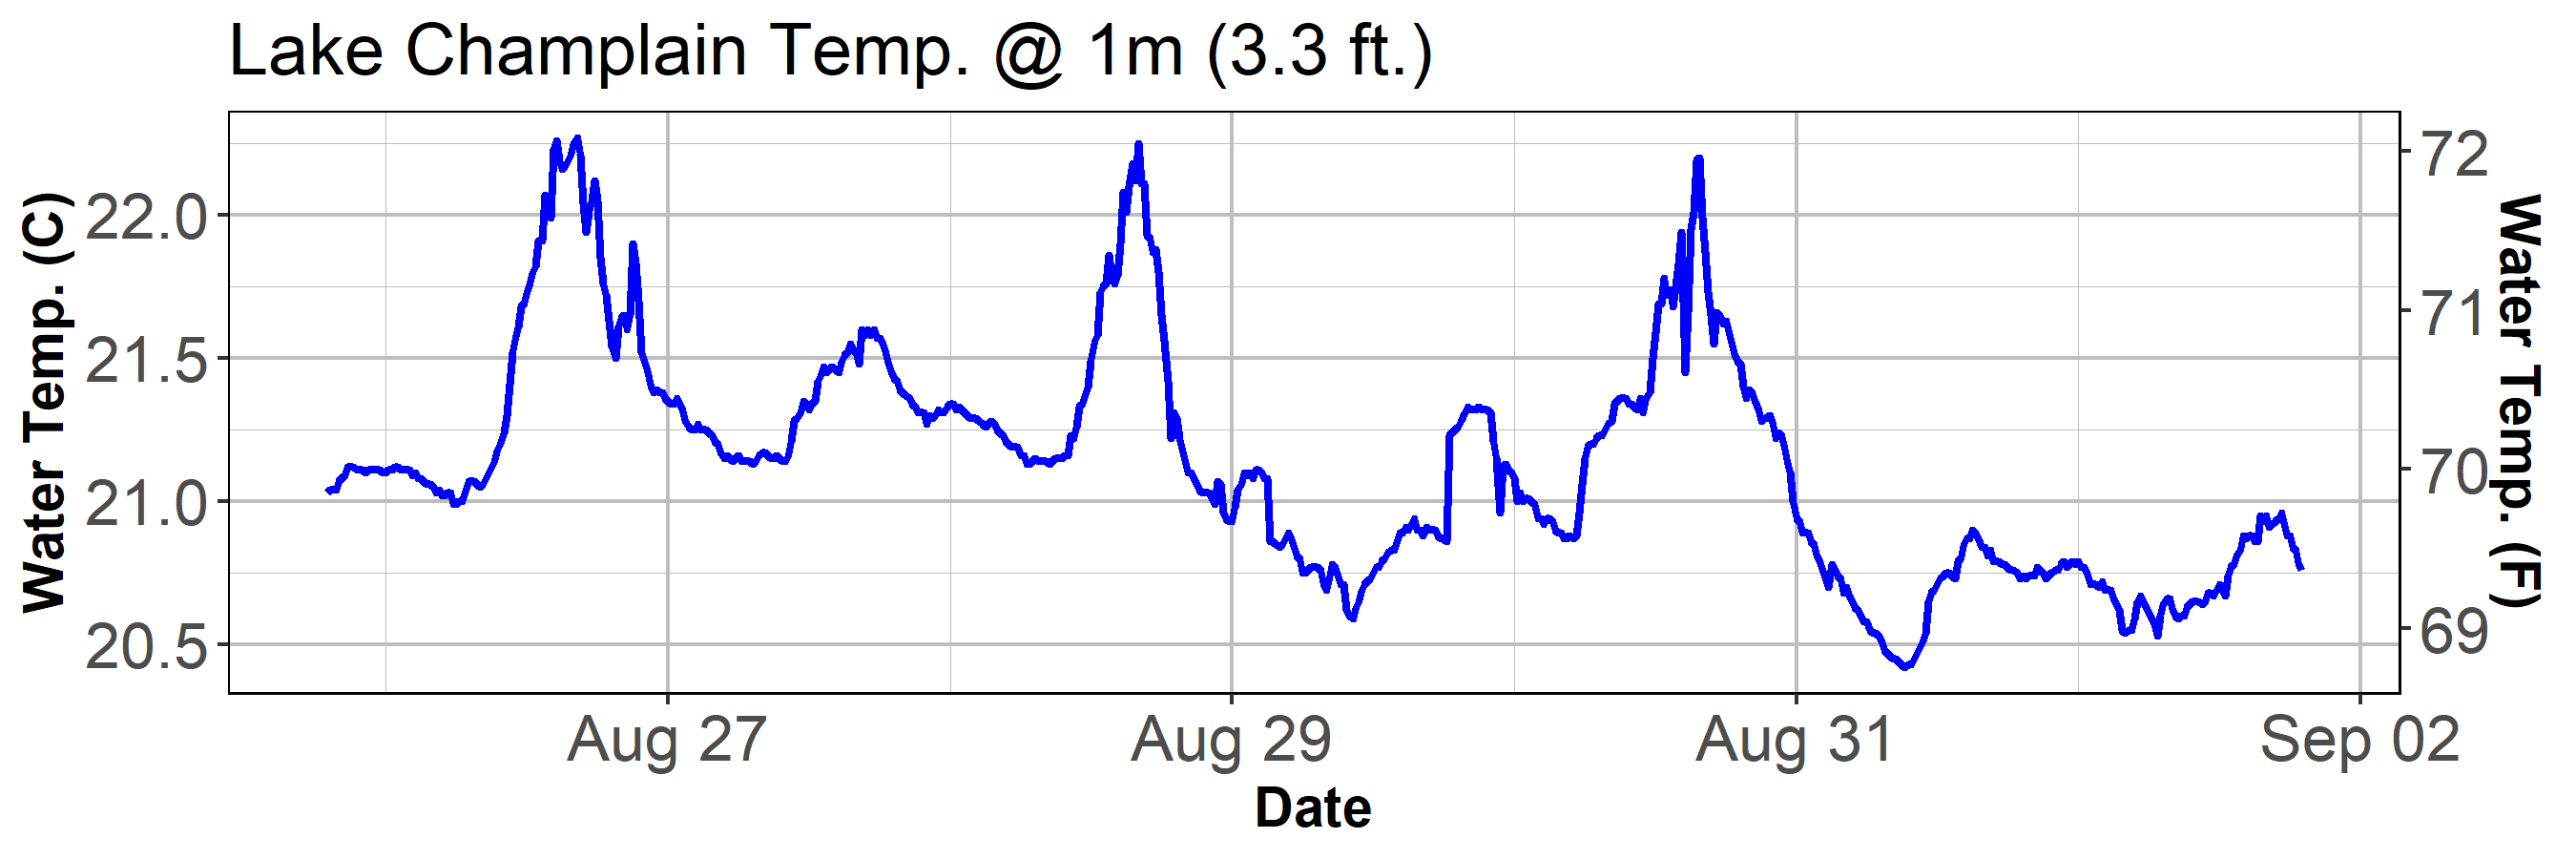 Lake Champlain Temp. @ 1m (3.3 ft.)
Water Temp. (C)
22.0
21.5
21.0
20.5
72
71
70
69
Water Temp. (F)
Aug 27
Aug 29
Aug 31
Sep 02
Date